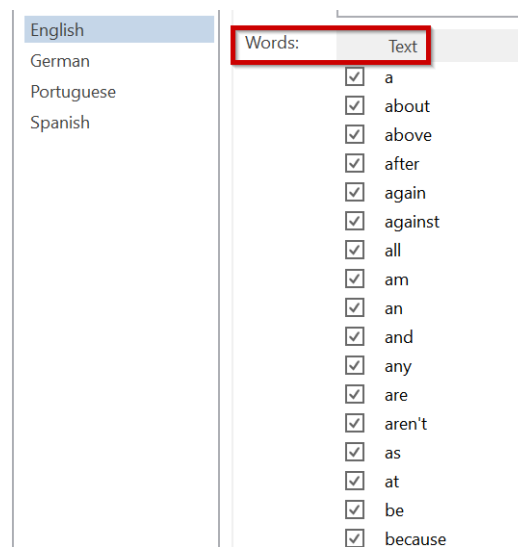 English
German
Portuguese
Spanish
Words: Text
a
about
above
after
again
against
all
am
an
and
any
are
aren't
as
at
be
because